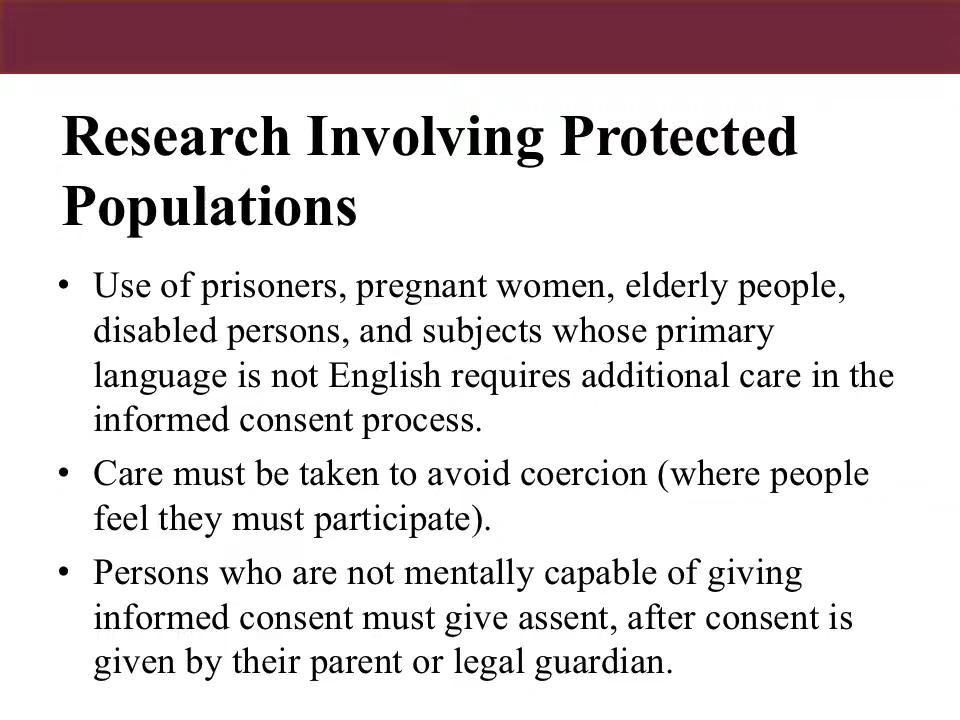 Research Involving Protected
Populations
• Use of prisoners, pregnant women, elderly people,
disabled persons, and subjects whose primary
language is not English requires additional care in the
informed consent process.
• Care must be taken to avoid coercion (where people
feel they must participate).
• Persons who are not mentally capable of giving
informed consent must give assent, after consent is
given by their parent or legal guardian.